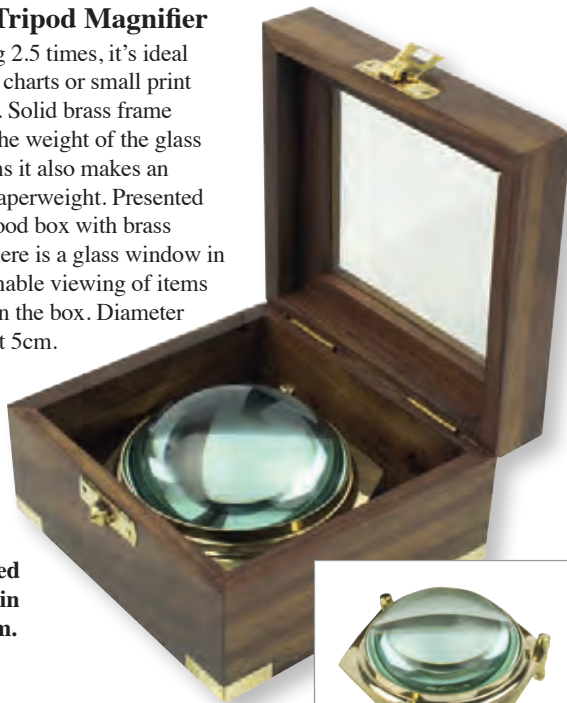 Tripod Magnifier
2.5 times, it's ideal
charts or small print
Solid brass frame
he weight of the glass
it also makes an
aperweight. Presented
box with brass
ere is a glass window in
nable viewing of items
n the box. Diameter
5cm.
ed
in
m.